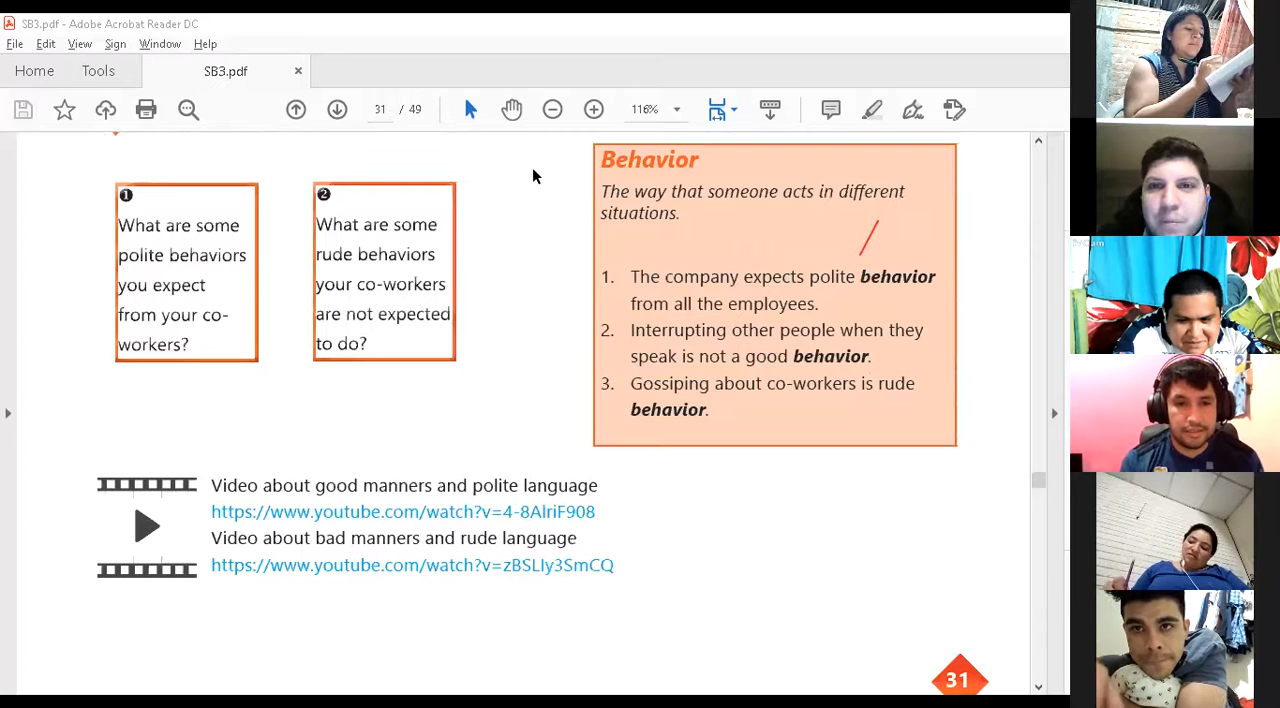 SB3.pdf - Adobe Acrobat Reader DC
File Edit View Sign Window Help
Home Tools SB3.pdf ×
31 / 49 116%
❶
What are some
polite behaviors
you expect
from your co-
workers?
❷
What are some
rude behaviors
your co-workers
are not expected
to do?
Behavior
The way that someone acts in different
situations.
1. The company expects polite behavior
from all the employees.
2. Interrupting other people when they
speak is not a good behavior.
3. Gossiping about co-workers is rude
behavior.
Video about good manners and polite language
https://www.youtube.com/watch?v=4-8AlriF908
Video about bad manners and rude language
https://www.youtube.com/watch?v=zBSLIy3SmCQ
31